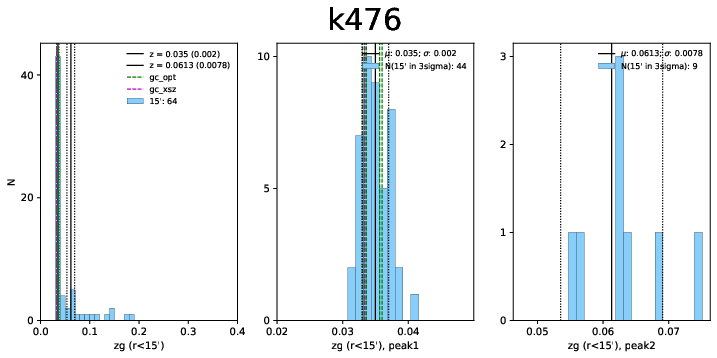 k476
N
40
20
0
z = 0.035 (0.002)
z = 0.0613 (0.0078)
gc_opt
gc_xsz
15': 64
0.0 0.1 0.2 0.3 0.4
zg (r<15')
10
5
0
μ: 0.035; σ: 0.002
N(15' in 3sigma): 44
0.02 0.03 0.04
zg (r<15'), peak1
3
2
1
0
μ: 0.0613; σ: 0.0078
N(15' in 3sigma): 9
0.05 0.06 0.07
zg (r<15'), peak2